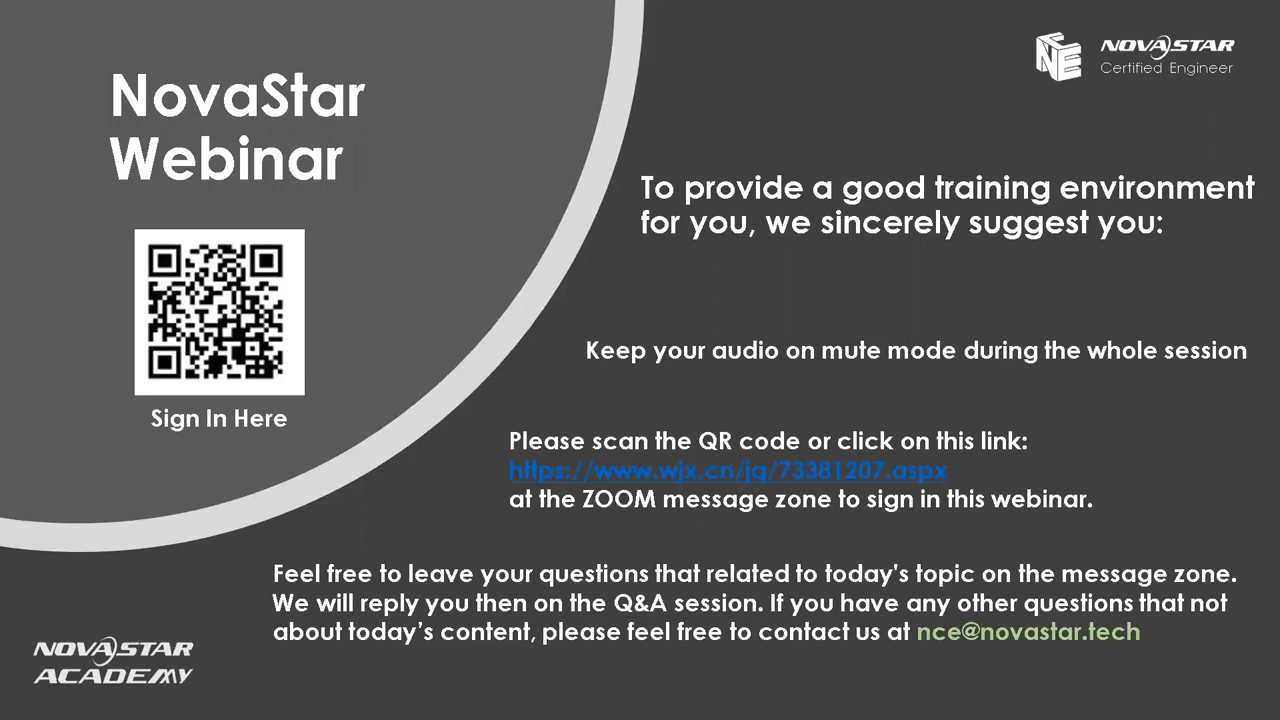 NovaStar
Webinar
Sign In Here
NE
NOVASTAR
Certified Engineer
To provide a good training environment
for you, we sincerely suggest you:
Keep your audio on mute mode during the whole session
Please scan the QR code or click on this link:
https://www.wjx.cn/jq/73381207.aspx
at the ZOOM message zone to sign in this webinar.
Feel free to leave your questions that related to today's topic on the message zone.
We will reply you then on the Q&A session. If you have any other questions that not
about today's content, please feel free to contact us at nce@novastar.tech
NOVASTAR
ACADEMY